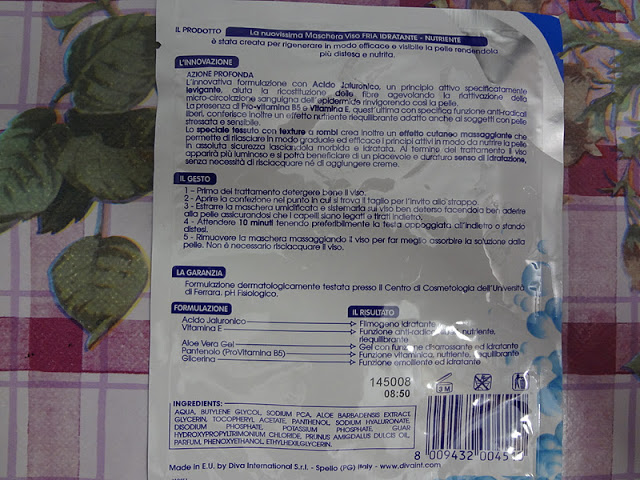 IL PRODOTTO
La nuovissima Maschera Viso FRIA IDRATANTE - NUTRIENTE
è stata creata per rigenerare in modo efficace e visibile la pelle rendendola
più distesa e nutrita.
L'INNOVAZIONE
AZIONE PROFONDA
L'innovativa formulazione con Acido Jaluronico, un principio attivo specificatamente
levigante, aiuta la ricostituzione delle fibre agevolando la riattivazione della
micro-circolazione sanguigna dell'epidermide rinvigorendo così la pelle.
La presenza di Pro-vitamina B5 e Vitamina E, quest'ultima con specifica funzione anti-radicali
liberi, conferisce inoltre un effetto nutriente riequilibrante adatto anche ai soggetti con pelle
stressata e sensibile.
Lo speciale tessuto con texture a rombi crea inoltre un effetto cutaneo massaggiante che
permette di rilasciare in modo graduale ed efficace i principi attivi in modo da nutrire la pelle
in assoluta sicurezza lasciandola morbida e idratata. Al termine del trattamento il viso
apparirà più luminoso e si potrà beneficiare di un piacevole e duraturo senso di idratazione,
senza necessità di risciacquare né di aggiungere creme.
IL GESTO
1 - Prima del trattamento detergere bene il viso.
2 - Aprire la confezione nel punto in cui si trova il taglio per l'invito allo strappo.
3 - Estrarre la maschera umidificata e sistemarla sul viso ben deterso facendola ben aderire
alla pelle assicurandosi che i capelli siano legati e tirati indietro.
4 - Attendere 10 minuti tenendo preferibilmente la testa appoggiata all'indietro o stando
distesi.
5 - Rimuovere la maschera massaggiando il viso per far meglio assorbire la soluzione dalla
pelle. Non è necessario risciacquare il viso.
LA GARANZIA
Formulazione dermatologicamente testata presso il Centro di Cosmetologia dell'Università
di Ferrara. pH Fisiologico.
FORMULAZIONE
IL RISULTATO
Acido Jaluronico
Filmogeno idratante
Vitamina E
Funzione anti-radicali nutriente,
riequilibrante
Aloe Vera Gel
Gel con funzione disarrossante ed idratante
Pantenolo (ProVitamina B5)
Funzione vitaminica, nutriente, riequilibrante
Glicerina
Funzione emolliente ed idratante
145008
08:50
3 M
INGREDIENTS:
AQUA, BUTYLENE GLYCOL, SODIUM PCA, ALOE BARBADENSIS EXTRACT,
GLYCERIN, TOCOPHERYL ACETATE, PANTHENOL, SODIUM HYALURONATE,
DISODIUM PHOSPHATE, POTASSIUM PHOSPHATE, GUAR
HYDROXYPROPYLTRIMONIUM CHLORIDE, PRUNUS AMIGDALUS DULCIS OIL,
PARFUM, PHENOXYETHANOL, ETHYLHEXILGLYCERIN.
8 009432 0045
Made in E.U. by Diva International S.r.l. - Spello (PG) Italy - www.divaint.com